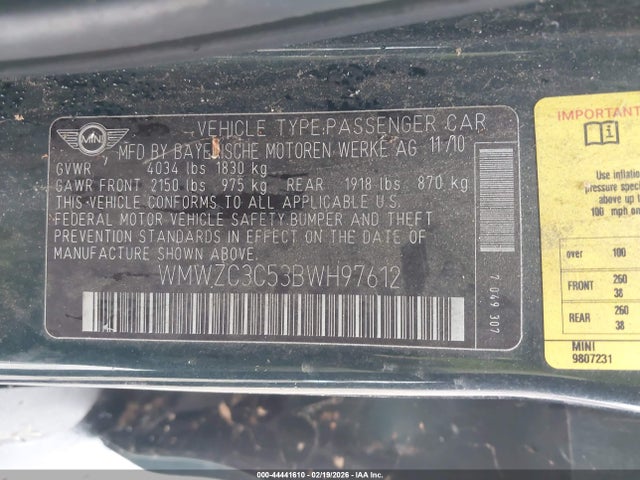 MINI
VEHICLE TYPE:PASSENGER CAR
MFD BY BAYERISCHE MOTOREN WERKE AG 11/10
GVWR 4034 lbs 1830 kg
GAWR FRONT 2150 lbs 975 kg REAR 1918 lbs 870 kg
THIS VEHICLE CONFORMS TO ALL APPLICABLE
FEDERAL MOTOR VEHICLE SAFETY BUMPER AND THEFT
PREVENTION STANDARDS IN EFFECT ON THE DATE OF
MANUFACTURE SHOWN ABOVE.
WMWZC3C53BWH97612
7 049 307
IMPORTANT
Use inflation
pressure speci
above up to
100 mph on
over 100
FRONT 260
38
REAR 260
38
MINI
9807231
000-44441610 - 02/19/2026 - IAA Inc.